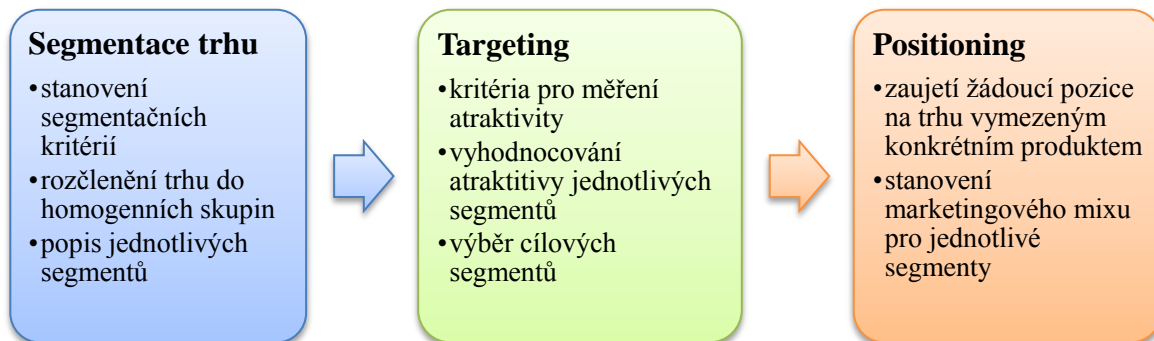 Segmentace trhu
•stanovení
segmentačních
kritérií
•rozčlenění trhu do
homogenních skupin
•popis jednotlivých
segmentů
Targeting
•kritéria pro měření
atraktivity
•vyhodnocování
atraktitivy jednotlivých
segmentů
•výběr cílových
segmentů
Positioning
•zaujetí žádoucí pozice
na trhu vymezeným
konkrétním produktem
•stanovení
marketingového mixu
pro jednotlivé
segmenty